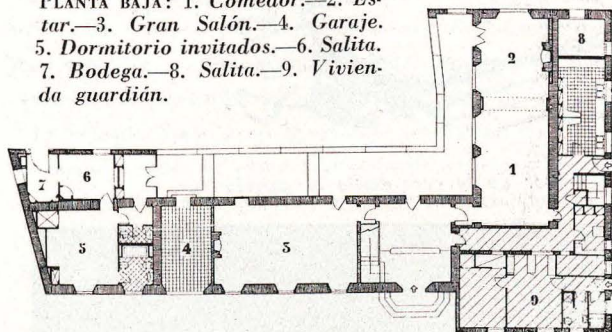 PLANTA BAJA: 1. Comedor.—2. Es-
tar.—3. Gran Salón.—4. Garaje.
5. Dormitorio invitados.—6. Salita.
7. Bodega.—8. Salita.—9. Vivien-
da guardián.
8
2
7
6
1
5
4
3
9